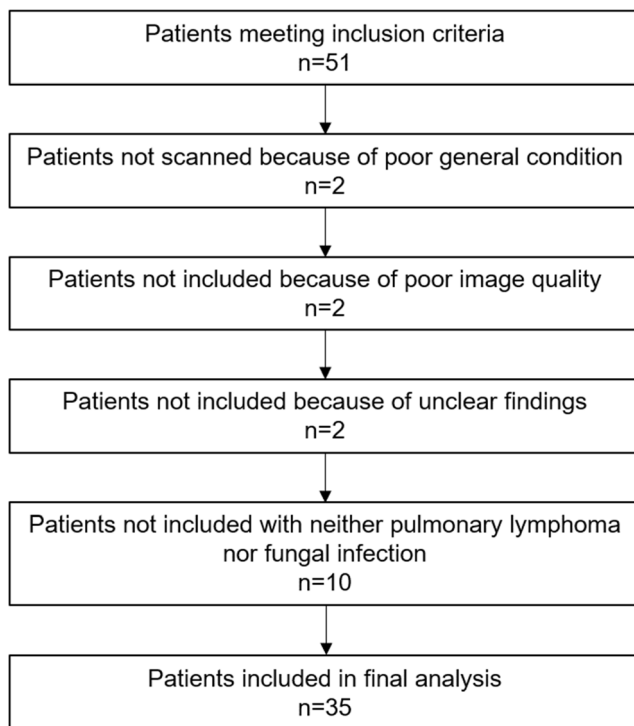 Patients meeting inclusion criteria
n=51
Patients not scanned because of poor general condition
n=2
Patients not included because of poor image quality
n=2
Patients not included because of unclear findings
n=2
Patients not included with neither pulmonary lymphoma
nor fungal infection
n=10
Patients included in final analysis
n=35